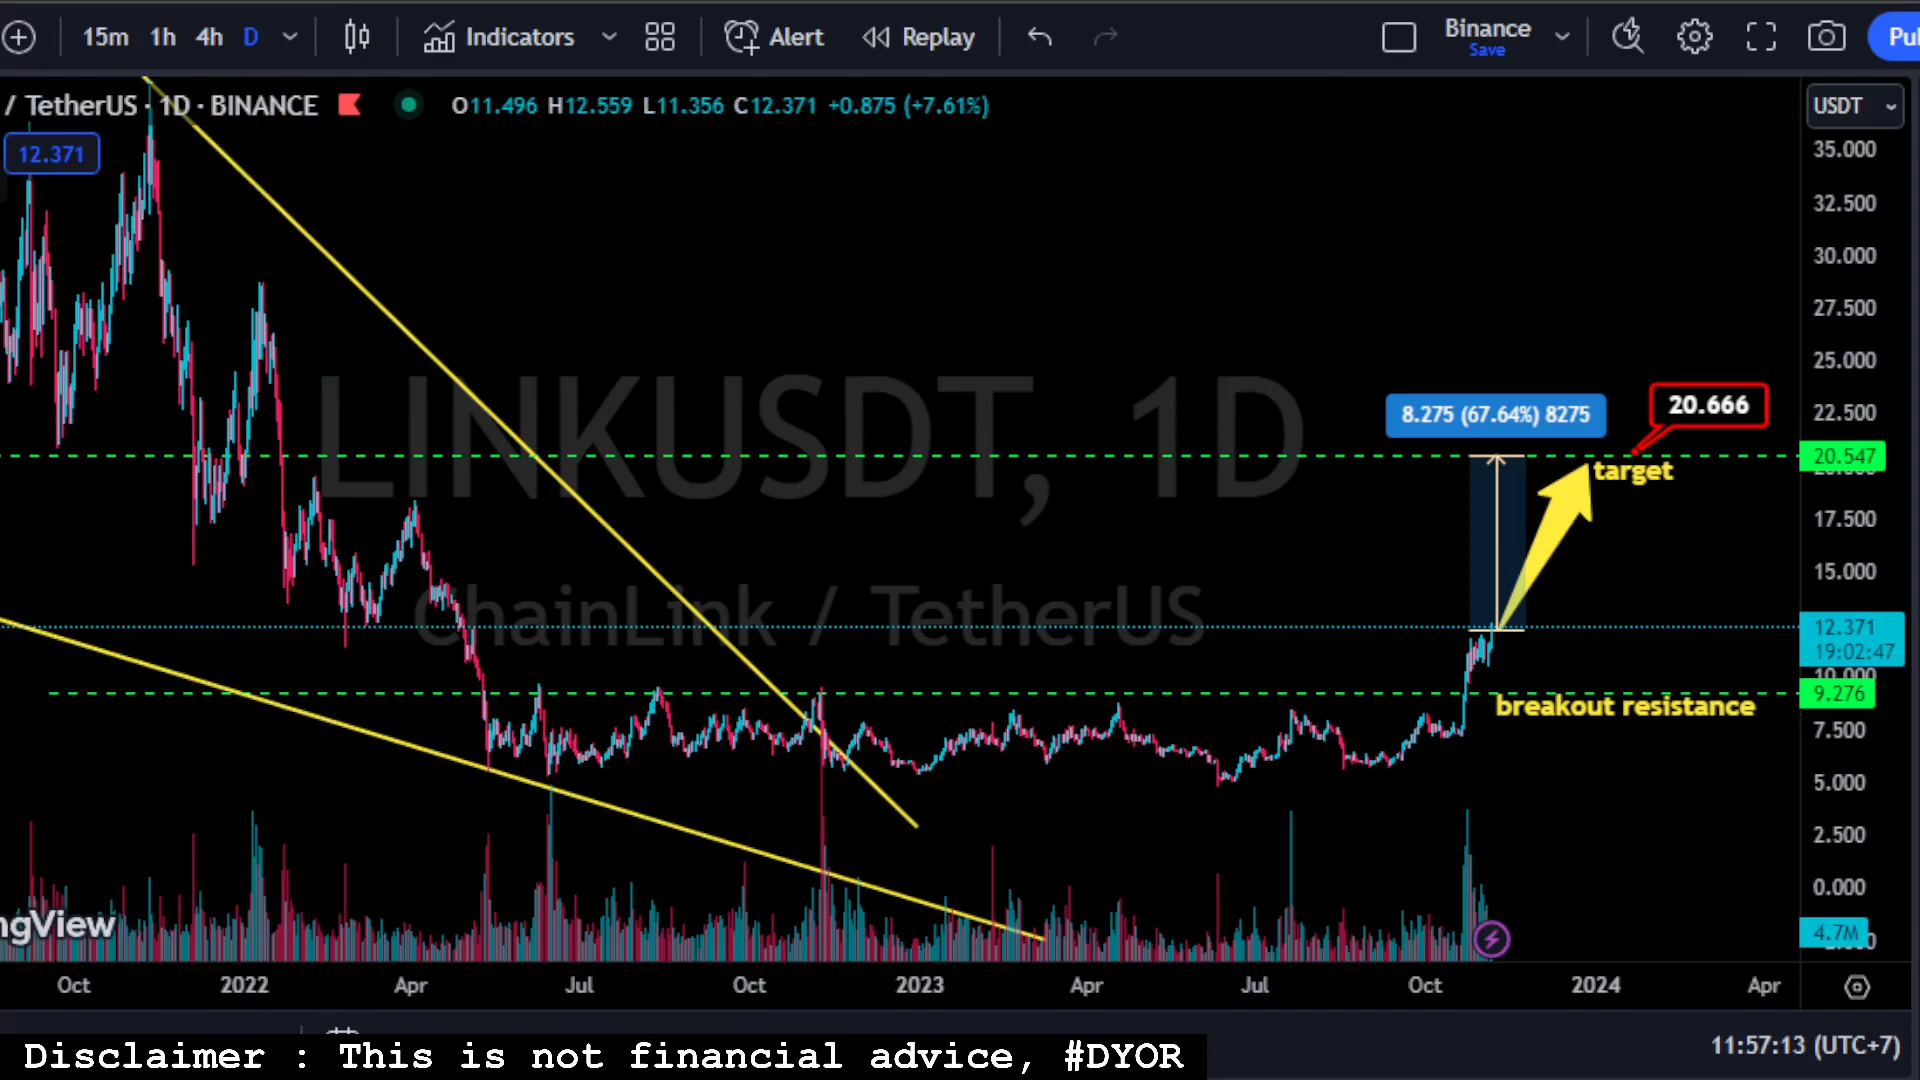 15m 1h 4h D Indicators Alert Replay Binance
Save
/ TetherUS · 1D · BINANCE O11.496 H12.559 L11.356 C12.371 +0.875 (+7.61%) USDT
12.371
35.000
32.500
30.000
27.500
25.000
22.500
LINKUSDT, 1D
ChainLink / TetherUS
8.275 (67.64%) 8275
20.666
20.547
target
17.500
15.000
12.371
19:02:47
10.000
9.276
breakout resistance
7.500
5.000
2.500
0.000
4.7M
Oct 2022 Apr Jul Oct 2023 Apr Jul Oct 2024 Apr
11:57:13 (UTC+7)
Disclaimer : This is not financial advice, #DYOR